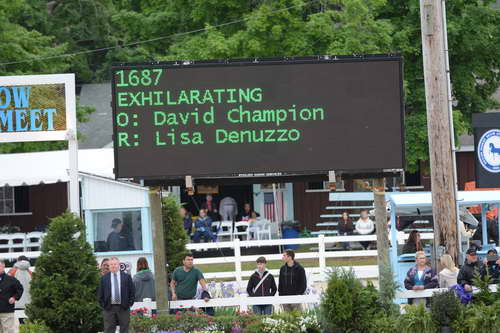 1687
EXHILARATING
O: David Champion
R: Lisa Denuzzo
OW
MEET